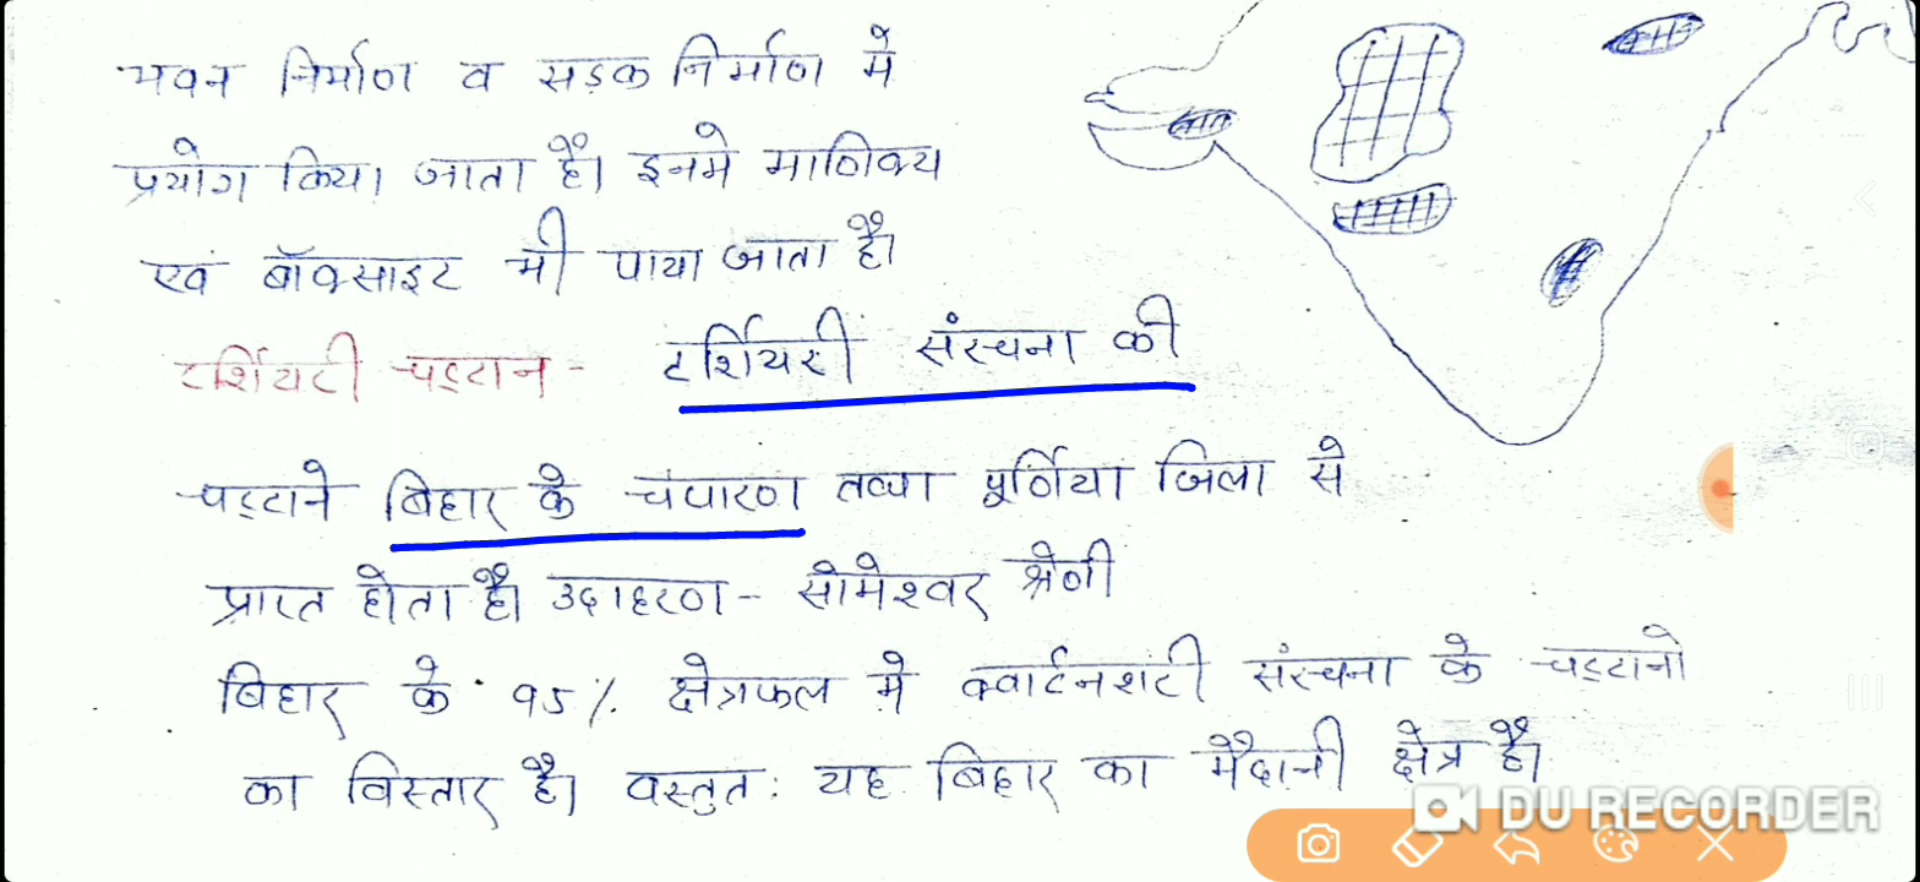 भवन निर्माण व सड़क निर्माण मे
प्रयोग किया जाता है। इनमे माणिक्य
एवं बॉक्साइट भी पाया जाता है।
टर्शियरी चट्टान - टर्शियरी संरचना की
चट्टाने बिहार के चंपारण तथा पूर्णिया जिला से
प्राप्त होता है। उदाहरण - सोमेश्वर श्रेणी
बिहार के 95%. क्षेत्रफल मे क्वार्टनशरी संरचना के चट्टानो
का विस्तार है। वस्तुत: यह बिहार का मैदानी क्षेत्र है।
DU RECORDER